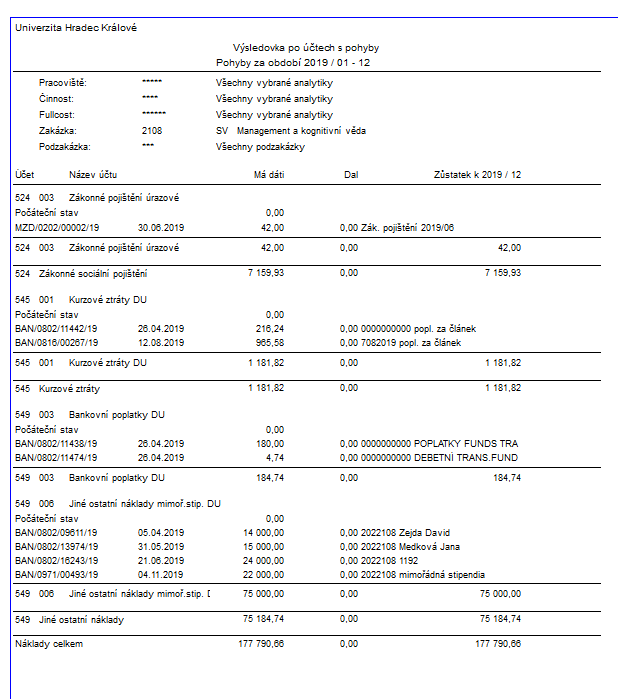 Univerzita Hradec Králové
Výsledovka po účtech s pohyby
Pohyby za období 2019 / 01 - 12
Pracoviště: ***** Všechny vybrané analytiky
Činnost: **** Všechny vybrané analytiky
Fullcost: ****** Všechny vybrané analytiky
Zakázka: 2108 SV Management a kognitivní věda
Podzakázka: *** Všechny podzakázky
Účet Název účtu Má dáti Dal Zůstatek k 2019 / 12
524 003 Zákonné pojištění úrazové
Počáteční stav 0,00
MZD/0202/00002/19 30.06.2019 42,00 0,00 Zák. pojištění 2019/06
524 003 Zákonné pojištění úrazové 42,00 0,00 42,00
524 Zákonné sociální pojištění 7 159,93 0,00 7 159,93
545 001 Kurzové ztráty DU
Počáteční stav 0,00
BAN/0802/11442/19 26.04.2019 216,24 0,00 0000000000 popl. za článek
BAN/0816/00267/19 12.08.2019 965,58 0,00 7082019 popl. za článek
545 001 Kurzové ztráty DU 1 181,82 0,00 1 181,82
545 Kurzové ztráty 1 181,82 0,00 1 181,82
549 003 Bankovní poplatky DU
Počáteční stav 0,00
BAN/0802/11438/19 26.04.2019 180,00 0,00 0000000000 POPLATKY FUNDS TRA
BAN/0802/11474/19 26.04.2019 4,74 0,00 0000000000 DEBETNÍ TRANS.FUND
549 003 Bankovní poplatky DU 184,74 0,00 184,74
549 006 Jiné ostatní náklady mimoř.stip. DU
Počáteční stav 0,00
BAN/0802/09611/19 05.04.2019 14 000,00 0,00 2022108 Zejda David
BAN/0802/13974/19 31.05.2019 15 000,00 0,00 2022108 Medková Jana
BAN/0802/16243/19 21.06.2019 24 000,00 0,00 2022108 1192
BAN/0971/00493/19 04.11.2019 22 000,00 0,00 2022108 mimořádná stipendia
549 006 Jiné ostatní náklady mimoř.stip. 75 000,00 0,00 75 000,00
549 Jiné ostatní náklady 75 184,74 0,00 75 184,74
Náklady celkem 177 790,66 0,00 177 790,66